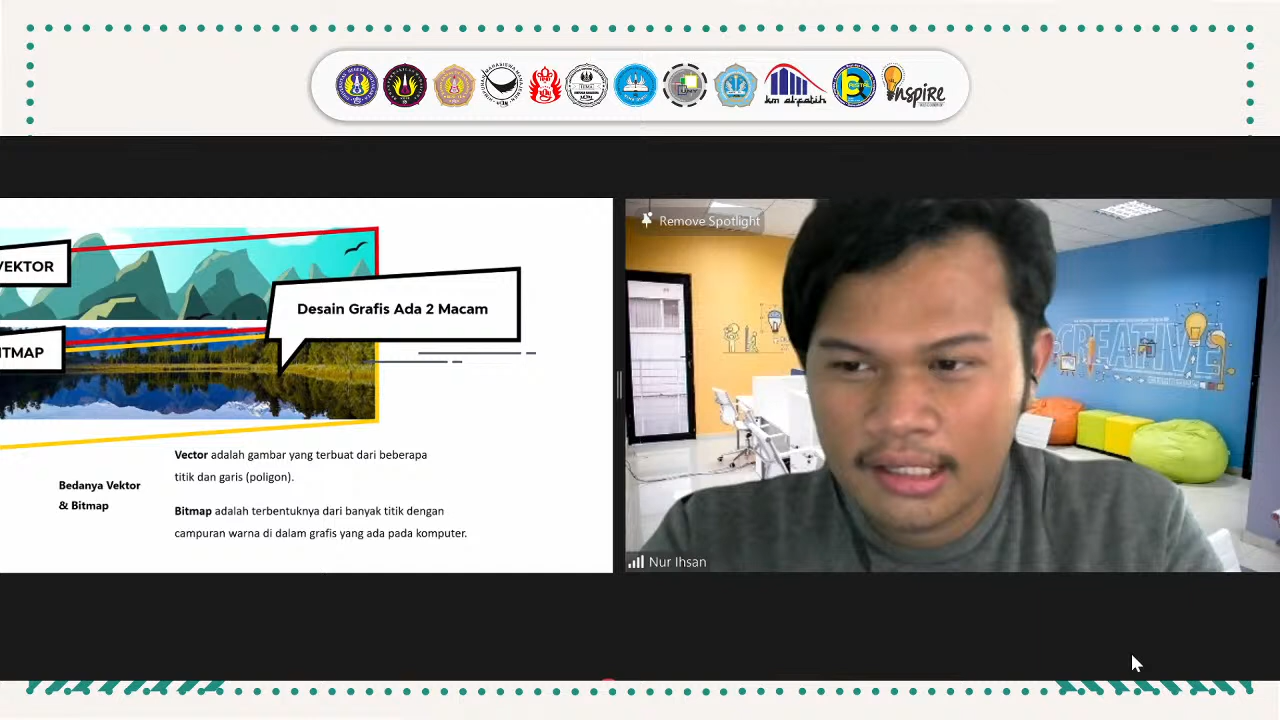 km al-fatih
inspire
VEKTOR
Desain Grafis Ada 2 Macam
ITMAP
Vector adalah gambar yang terbuat dari beberapa
titik dan garis (poligon).
Bedanya Vektor
& Bitmap
Bitmap adalah terbentuknya dari banyak titik dengan
campuran warna di dalam grafis yang ada pada komputer.
Remove Spotlight
CREATIVE
Nur Ihsan